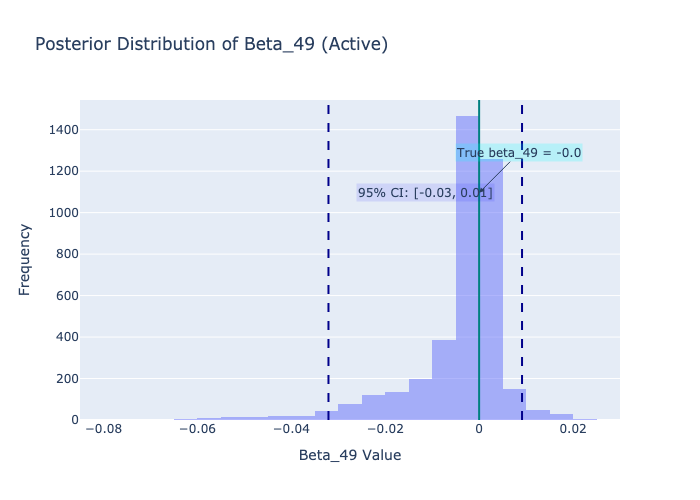 Posterior Distribution of Beta_49 (Active)
1400
1200
1000
800
600
400
200
0
Frequency
True beta_49 = -0.0
95% CI: [-0.03, 0.01]
−0.08
−0.06
−0.04
−0.02
0
0.02
Beta_49 Value